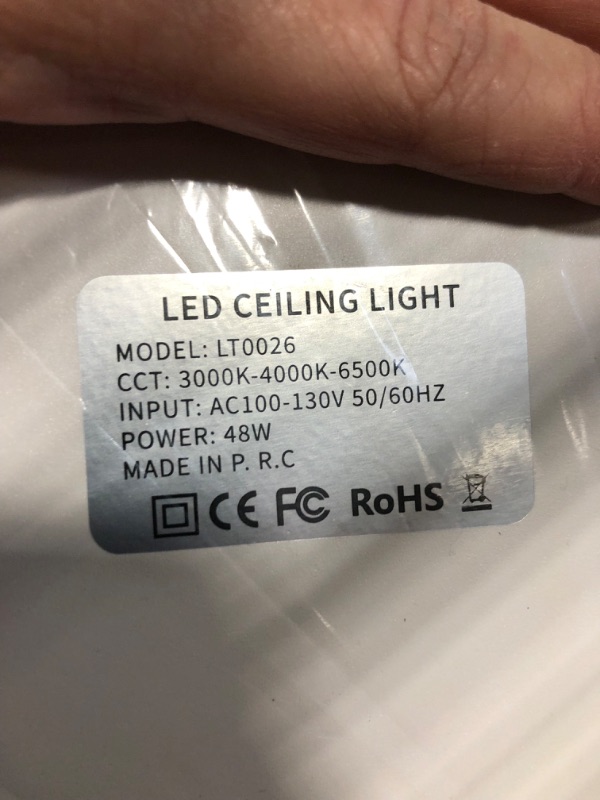 LED CEILING LIGHT
MODEL: LT0026
CCT: 3000K-4000K-6500K
INPUT: AC100-130V 50/60HZ
POWER: 48W
MADE IN P. R.C
CE FC RoHS